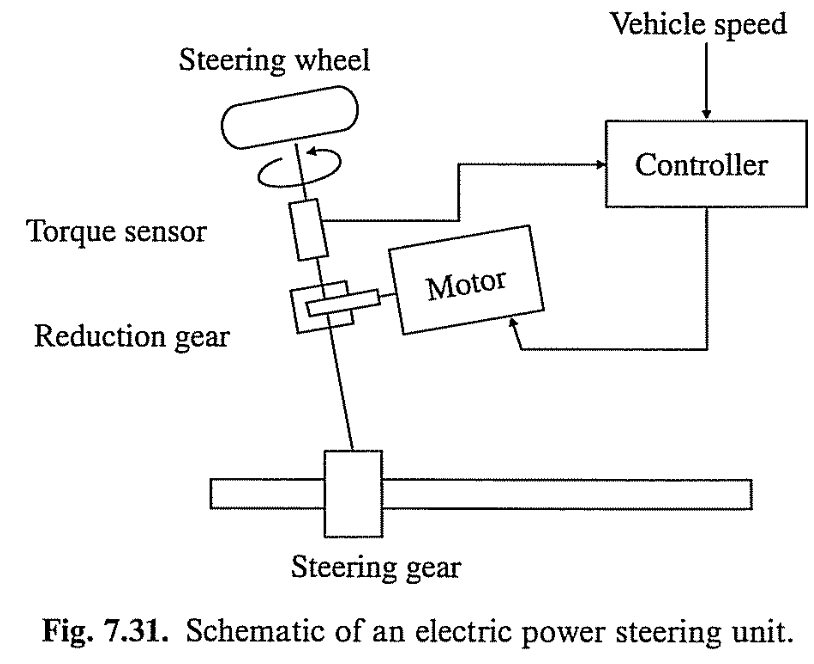 Vehicle speed
Steering wheel
Controller
Torque sensor
Motor
Reduction gear
Steering gear
Fig. 7.31. Schematic of an electric power steering unit.